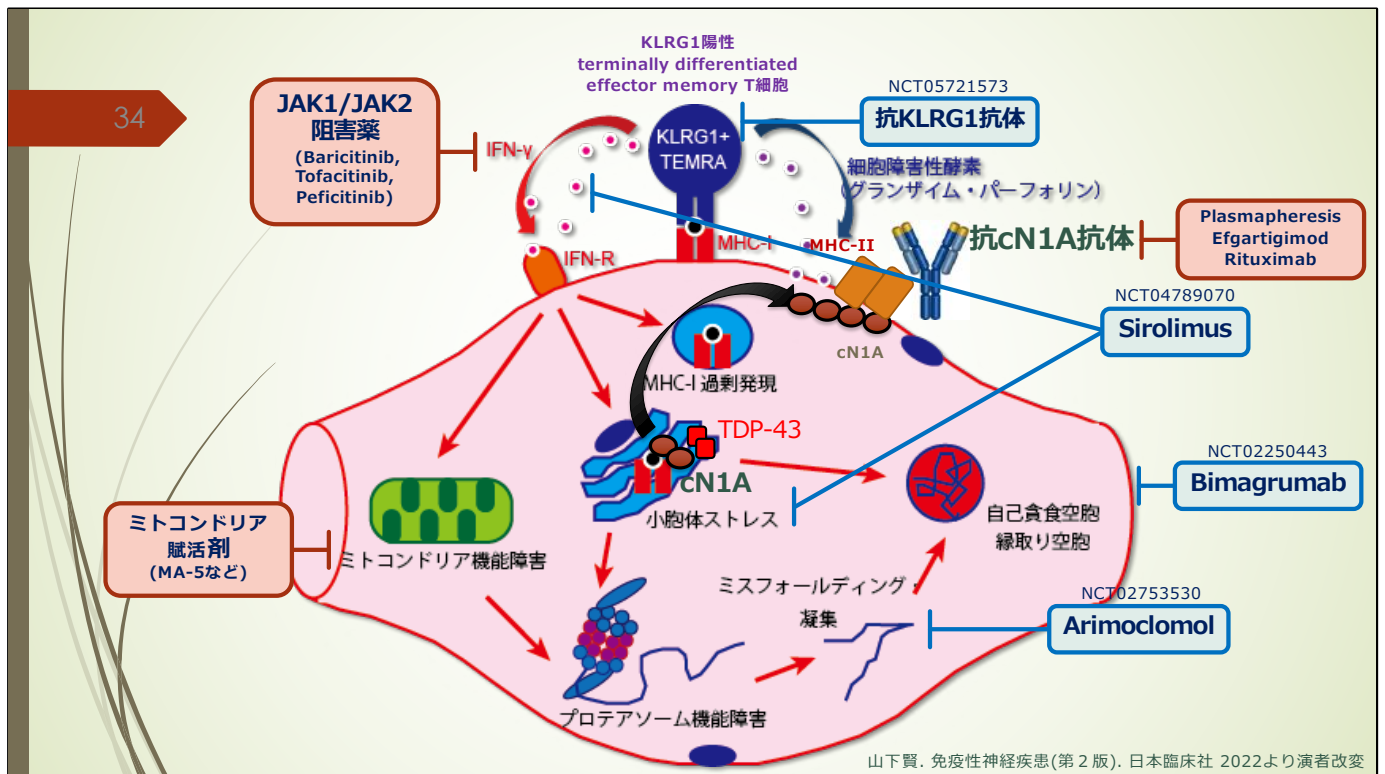 34
KLRG1陽性
terminally differentiated
effector memory T細胞
JAK1/JAK2
阻害薬
(Baricitinib,
Tofacitinib,
Peficitinib)
IFN-γ
KLRG1+
TEMRA
NCT05721573
抗KLRG1抗体
細胞障害性酵素
(グランザイム・パーフォリン)
IFN-R
MHC-I
MHC-II
抗cN1A抗体
Plasmapheresis
Efgartigimod
Rituximab
NCT04789070
Sirolimus
cN1A
MHC-I 過剰発現
TDP-43
cN1A
小胞体ストレス
自己貪食空胞
縁取り空胞
NCT02250443
Bimagrumab
ミトコンドリア
賦活剤
(MA-5など)
ミトコンドリア機能障害
ミスフォールディング・
凝集
NCT02753530
Arimoclomol
プロテアソーム機能障害
山下賢. 免疫性神経疾患(第２版). 日本臨床社 2022より演者改変